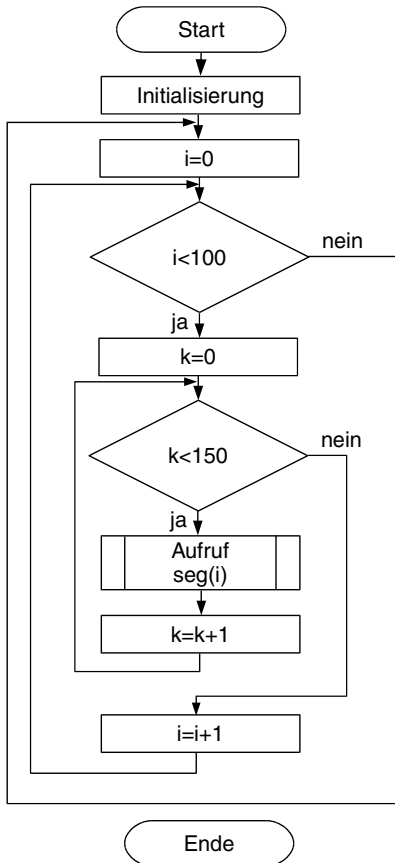 Start
Initialisierung
i=0
i<100
nein
ja
k=0
k<150
nein
ja
Aufruf
seg(i)
k=k+1
i=i+1
Ende